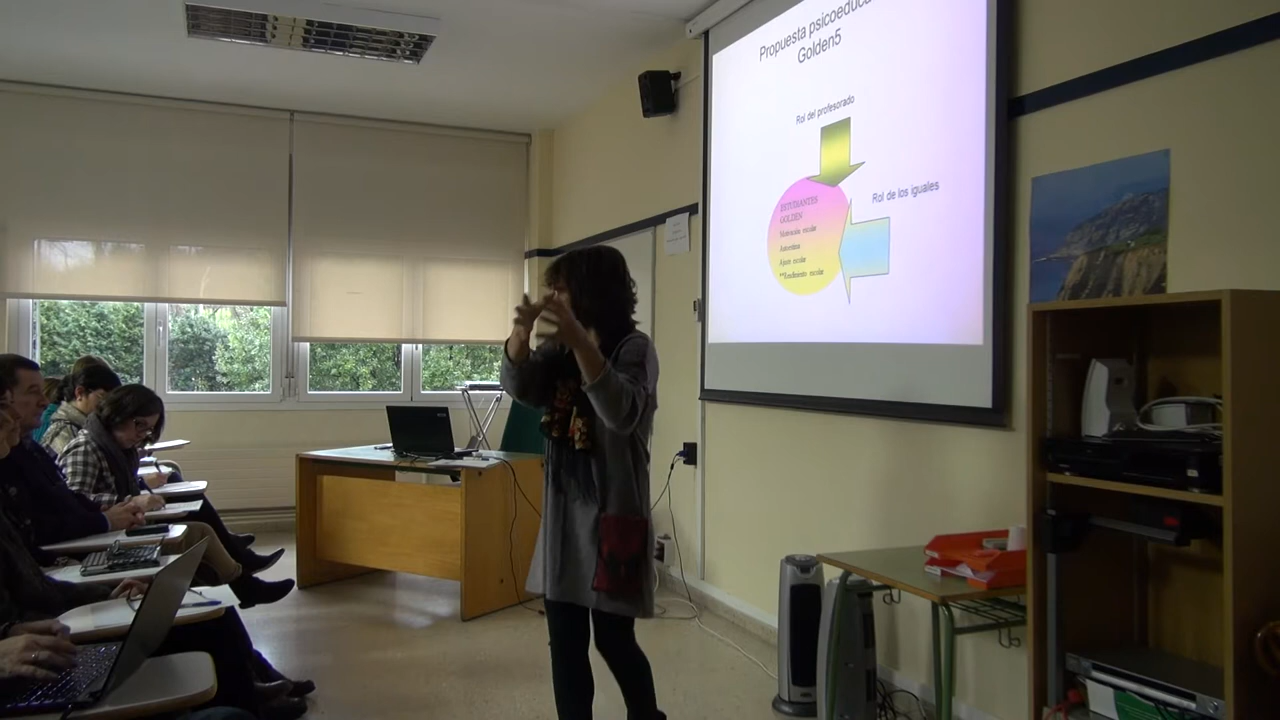 Propuesta psicoeduca
Golden5
Rol del profesorado
Rol de los iguales
ESTUDIANTES
GOLDEN
Motivación escolar
Autoestima
Ajuste escolar
**Rendimiento escolar